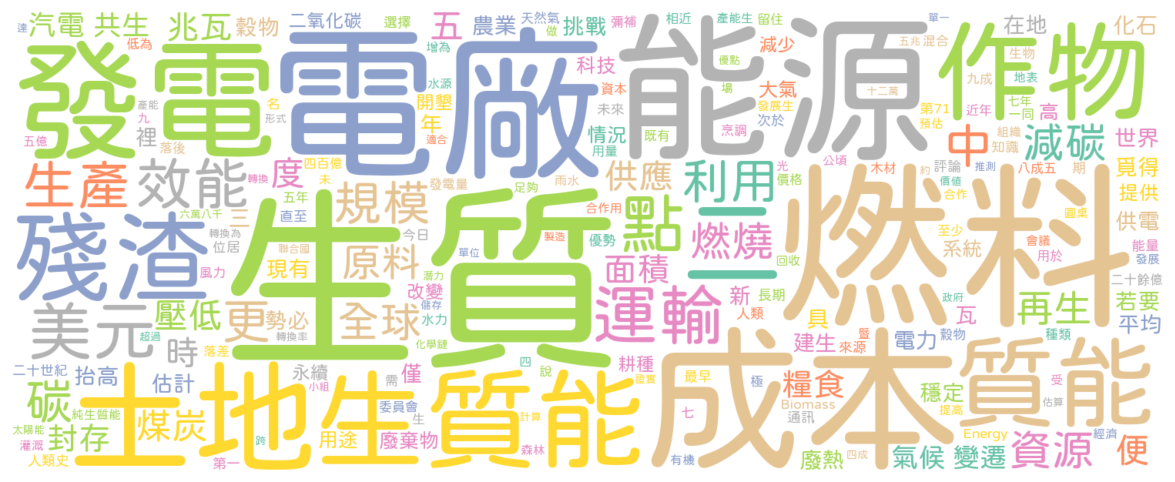 汽電 共生 兆瓦 穀物 二氧化碳 選擇 五 農業 天然氣 做 挑戰 彌補 相近 產能生 留住 五兆 混合 單一 在地 化石
達 低為 增為 科技 減少 優點 生物
發電 電廠 能源 作物
水源 資本 大氣 場 十二萬 九成 地表
產能 九 名 形式 開墾 年 適合 未來 發展生 次於 第71 預估 近年 七年 一同 高
五億 裡 落後 情況 用量 既有 烹調 中 組織 知識 減碳 世界
生產 效能 轉換 度 四百億 未 發電量 足夠 雨水 供應 利用 光 價格 公頃 木材 評論 約 推測 八成五 期 覓得
殘渣 六萬八千 三 五年 直至 規模 合作用 點 二 價值 合作 圓桌 提供
轉換為 位居 聯合國 今日 製造 優勢 單位 燃燒 至少 系統 會議 供電
生質 燃料
風力 現有 原料 潛力 面積 回收 用於 能量 發展
美元 壓低 更 勢必 改變 儲存 運輸 新 長期 人類 政府 瓦 再生 二十餘億 若要
超過 時 落差 轉換率 全球 水力 化學鏈 具 建生 來源 暨 電力 穀物 種類 平均
二十世紀 抬高 估計 永續 小組 僅 四 說 耕種 成本 質能
碳 土地生 質能 需 委員會 證實 最早 極 糧食 穩定 受
純生質能 煤炭 生 計算 七 Biomass 通訊 提高 估算
太陽能 灌溉 封存 跨 用途 廢棄物 Energy 經濟
人類史 第一 森林 有機 四成 廢熱 氣候 變遷 資源 便